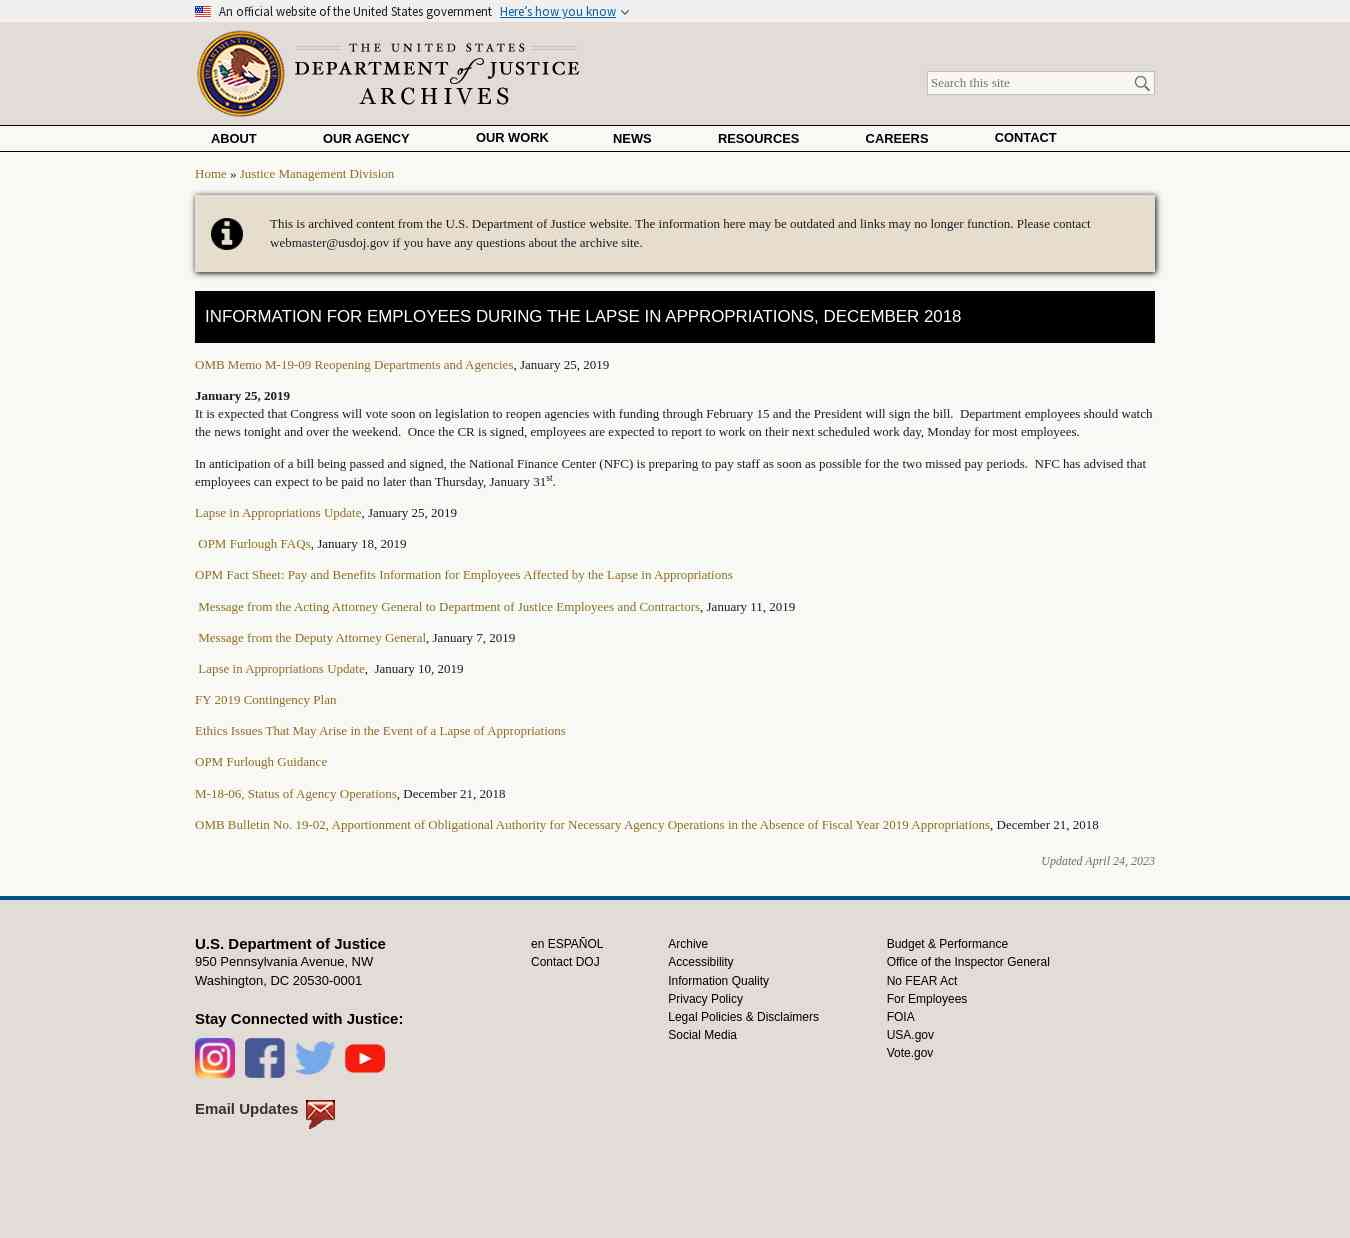 An official website of the United States government Here's how you know
THE UNITED STATES
DEPARTMENT of JUSTICE
ARCHIVES
Search this site
ABOUT OUR AGENCY OUR WORK NEWS RESOURCES CAREERS CONTACT
Home » Justice Management Division
This is archived content from the U.S. Department of Justice website. The information here may be outdated and links may no longer function. Please contact
webmaster@usdoj.gov if you have any questions about the archive site.
INFORMATION FOR EMPLOYEES DURING THE LAPSE IN APPROPRIATIONS, DECEMBER 2018
OMB Memo M-19-09 Reopening Departments and Agencies, January 25, 2019
January 25, 2019
It is expected that Congress will vote soon on legislation to reopen agencies with funding through February 15 and the President will sign the bill.  Department employees should watch
the news tonight and over the weekend.  Once the CR is signed, employees are expected to report to work on their next scheduled work day, Monday for most employees.
In anticipation of a bill being passed and signed, the National Finance Center (NFC) is preparing to pay staff as soon as possible for the two missed pay periods.  NFC has advised that
employees can expect to be paid no later than Thursday, January 31st.
Lapse in Appropriations Update, January 25, 2019
OPM Furlough FAQs, January 18, 2019
OPM Fact Sheet: Pay and Benefits Information for Employees Affected by the Lapse in Appropriations
Message from the Acting Attorney General to Department of Justice Employees and Contractors, January 11, 2019
Message from the Deputy Attorney General, January 7, 2019
Lapse in Appropriations Update,  January 10, 2019
FY 2019 Contingency Plan
Ethics Issues That May Arise in the Event of a Lapse of Appropriations
OPM Furlough Guidance
M-18-06, Status of Agency Operations, December 21, 2018
OMB Bulletin No. 19-02, Apportionment of Obligational Authority for Necessary Agency Operations in the Absence of Fiscal Year 2019 Appropriations, December 21, 2018
Updated April 24, 2023
U.S. Department of Justice
950 Pennsylvania Avenue, NW
Washington, DC 20530-0001
Stay Connected with Justice:
Email Updates
en ESPAÑOL
Contact DOJ
Archive
Accessibility
Information Quality
Privacy Policy
Legal Policies & Disclaimers
Social Media
Budget & Performance
Office of the Inspector General
No FEAR Act
For Employees
FOIA
USA.gov
Vote.gov